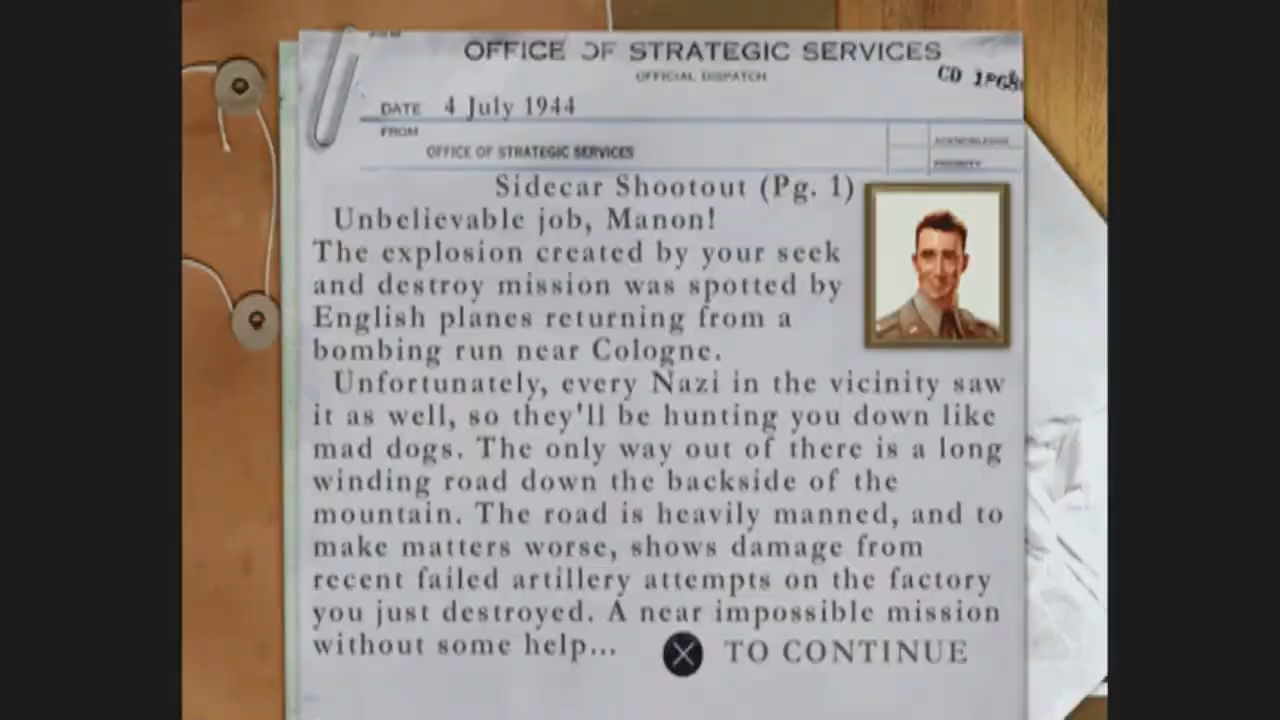 OFFICE OF STRATEGIC SERVICES
OFFICIAL DISPATCH
DATE 4 July 1944
FROM
OFFICE OF STRATEGIC SERVICES
ACKNOWLEDGE
PRIORITY
Sidecar Shootout (Pg. 1)
Unbelievable job, Manon!
The explosion created by your seek
and destroy mission was spotted by
English planes returning from a
bombing run near Cologne.
Unfortunately, every Nazi in the vicinity saw
it as well, so they'll be hunting you down like
mad dogs. The only way out of there is a long
winding road down the backside of the
mountain. The road is heavily manned, and to
make matters worse, shows damage from
recent failed artillery attempts on the factory
you just destroyed. A near impossible mission
without some help...
TO CONTINUE